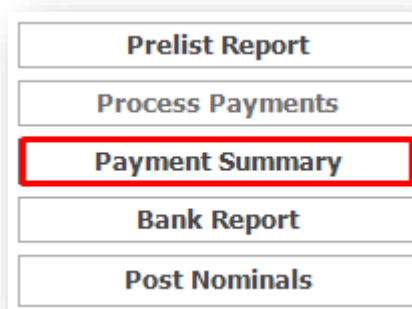 Prelist Report
Process Payments
Payment Summary
Bank Report
Post Nominals